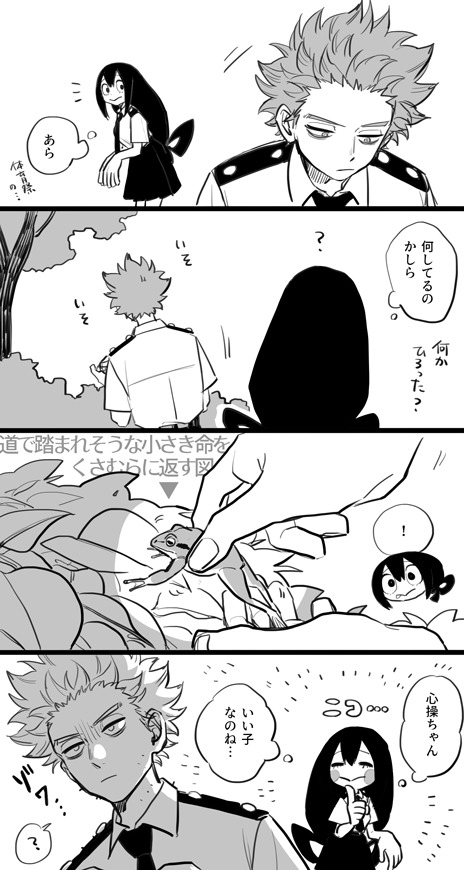 あら
体育祭
の…
何してるの
かしら
?
何か
ひろった?
いそ
いそ
道で踏まれそうな小さき命を
くさむらに返す図
▼
!
心操ちゃん
ニコ…
いい子
なのね…
ゾワ…
?